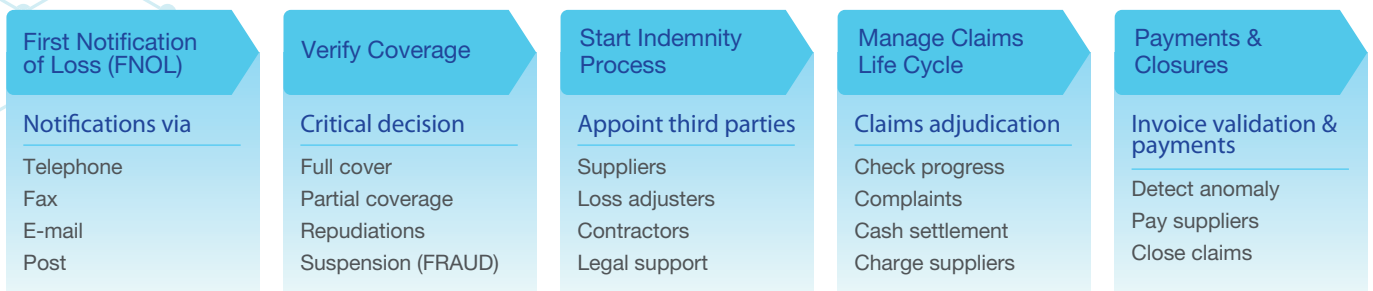 First Notification
of Loss (FNOL)
Notifications via
Telephone
Fax
E-mail
Post
Verify Coverage
Critical decision
Full cover
Partial coverage
Repudiations
Suspension (FRAUD)
Start Indemnity
Process
Appoint third parties
Suppliers
Loss adjusters
Contractors
Legal support
Manage Claims
Life Cycle
Claims adjudication
Check progress
Complaints
Cash settlement
Charge suppliers
Payments &
Closures
Invoice validation &
payments
Detect anomaly
Pay suppliers
Close claims